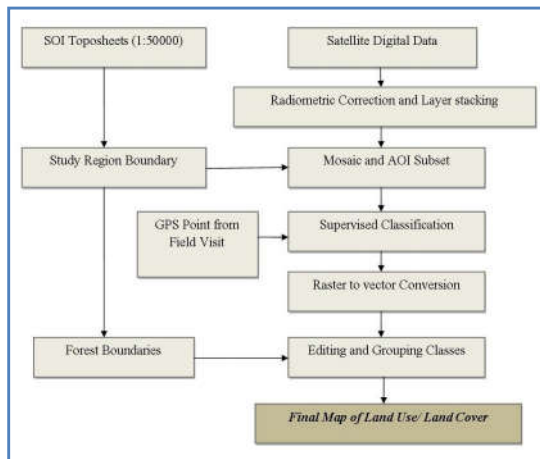 SOI Toposheets (1:50000)
Satellite Digital Data
Radiometric Correction and Layer stacking
Study Region Boundary
Mosaic and AOI Subset
GPS Point from
Field Visit
Supervised Classification
Raster to vector Conversion
Forest Boundaries
Editing and Grouping Classes
Final Map of Land Use/ Land Cover